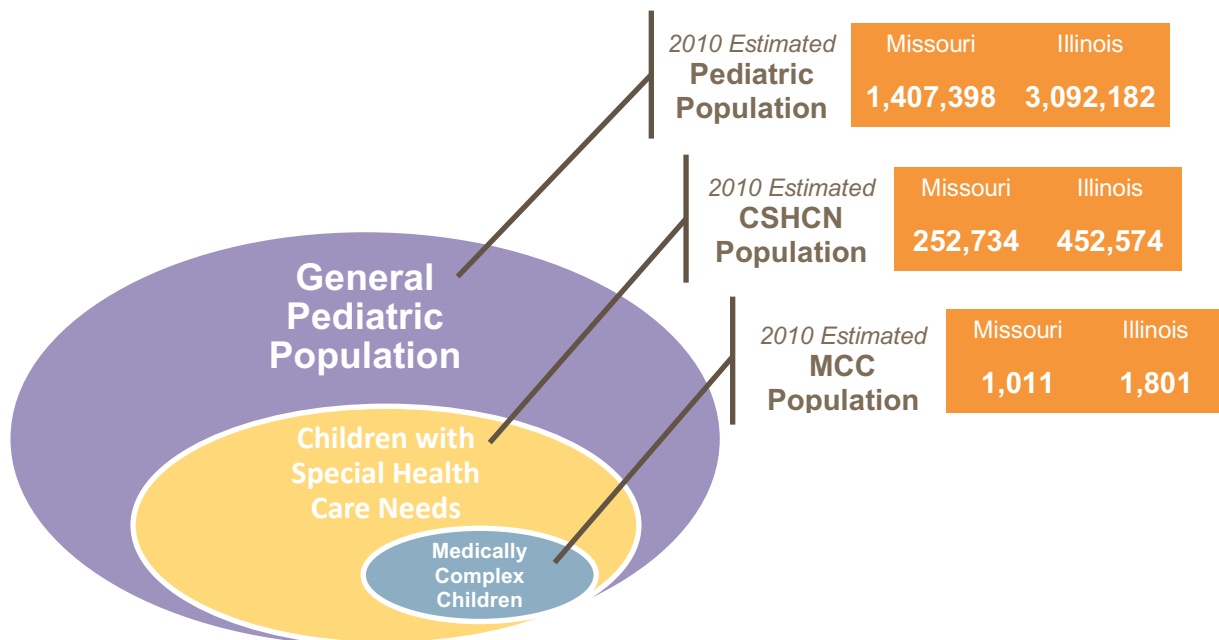 2010 Estimated
Pediatric
Population
Missouri Illinois
1,407,398 3,092,182
2010 Estimated
CSHCN
Population
Missouri Illinois
252,734 452,574
2010 Estimated
MCC
Population
Missouri Illinois
1,011 1,801
General
Pediatric
Population
Children with
Special Health
Care Needs
Medically
Complex
Children